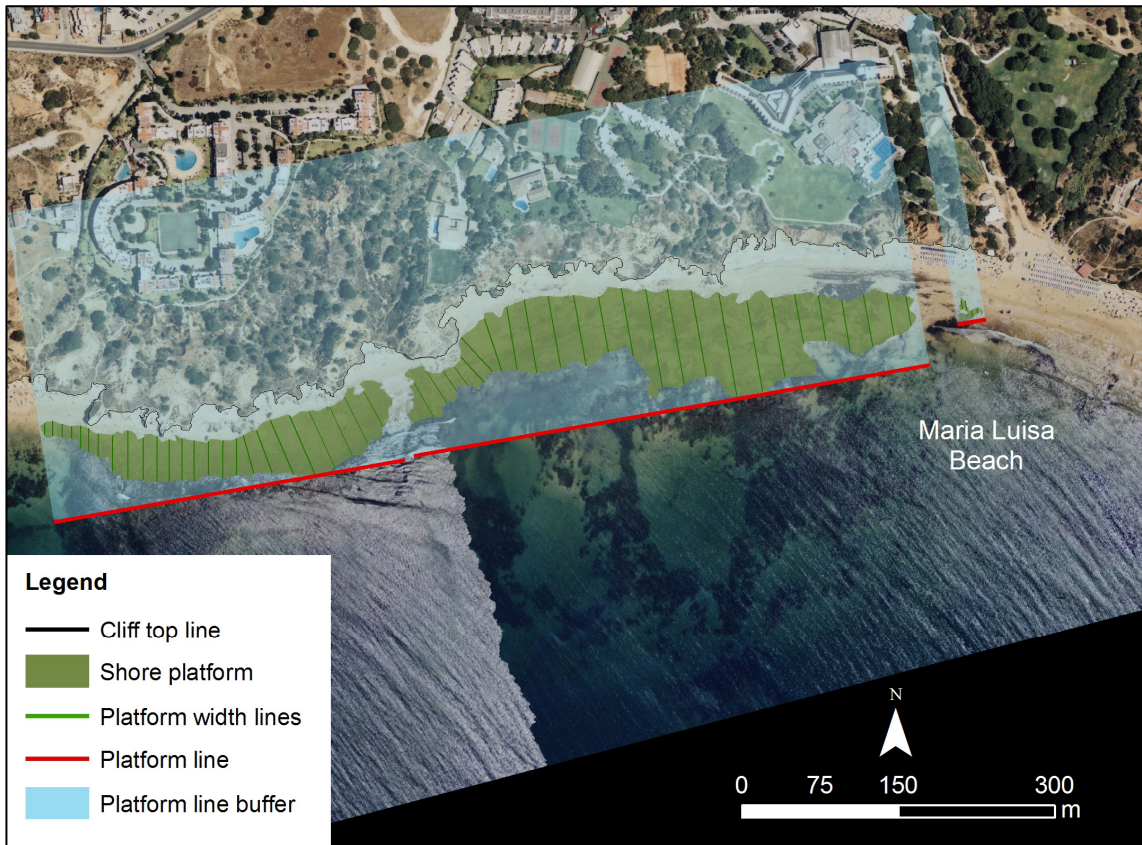 Maria Luisa
Beach
Legend
Cliff top line
Shore platform
Platform width lines
Platform line
Platform line buffer
N
0 75 150 300
m